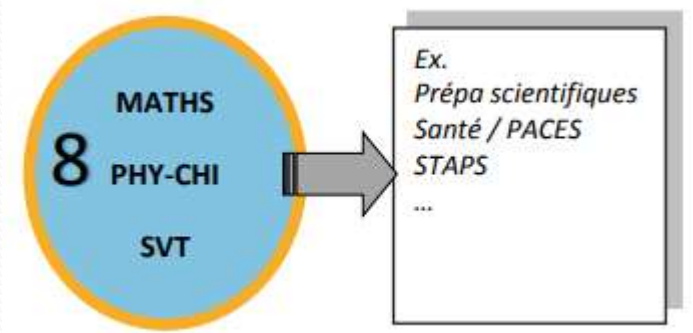 MATHS
8 PHY-CHI
SVT
Ex.
Prépa scientifiques
Santé / PACES
STAPS
...